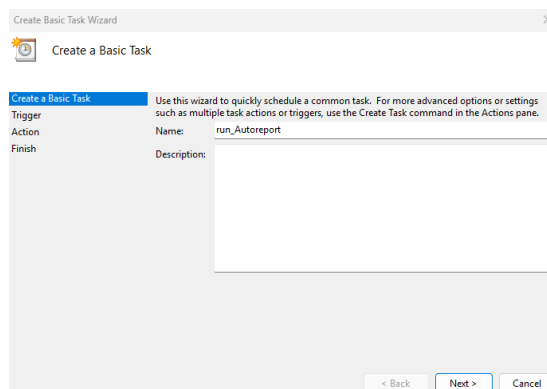 Create Basic Task Wizard
Create a Basic Task
Create a Basic Task
Trigger
Action
Finish
Use this wizard to quickly schedule a common task. For more advanced options or settings
such as multiple task actions or triggers, use the Create Task command in the Actions pane.
Name: run_Autoreport
Description:
< Back Next > Cancel